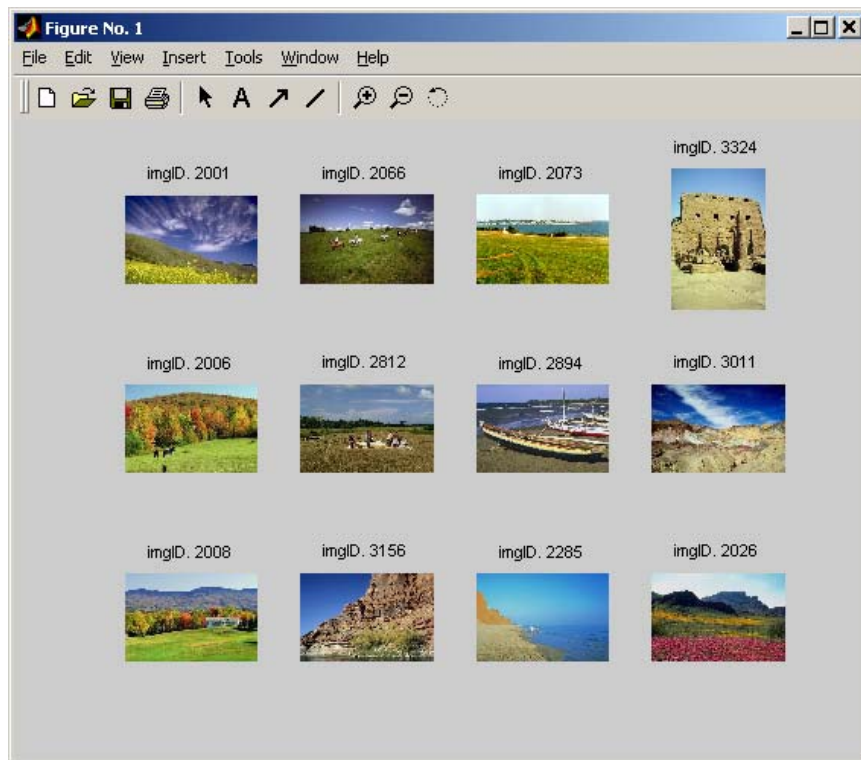 Figure No. 1
File Edit View Insert Tools Window Help
A
imgID. 2001 imgID. 2066 imgID. 2073 imgID. 3324
imgID. 2006 imgID. 2812 imgID. 2894 imgID. 3011
imgID. 2008 imgID. 3156 imgID. 2285 imgID. 2026